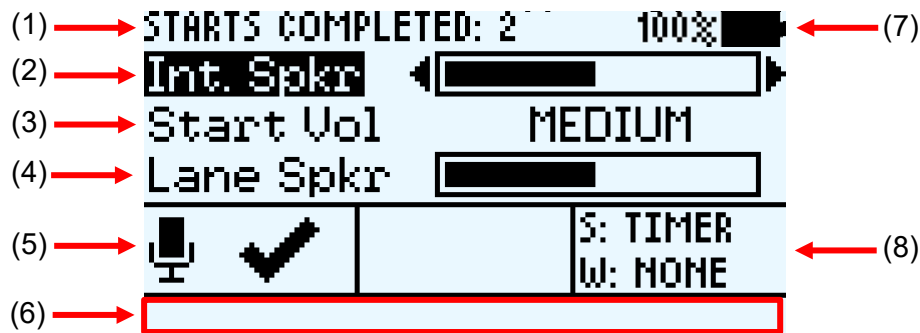 (1) STARTS COMPLETED: 2 100% (7)
(2) Int. Spkr
(3) Start Vol MEDIUM
(4) Lane Spkr
(5) S: TIMER (8)
W: NONE
(6)